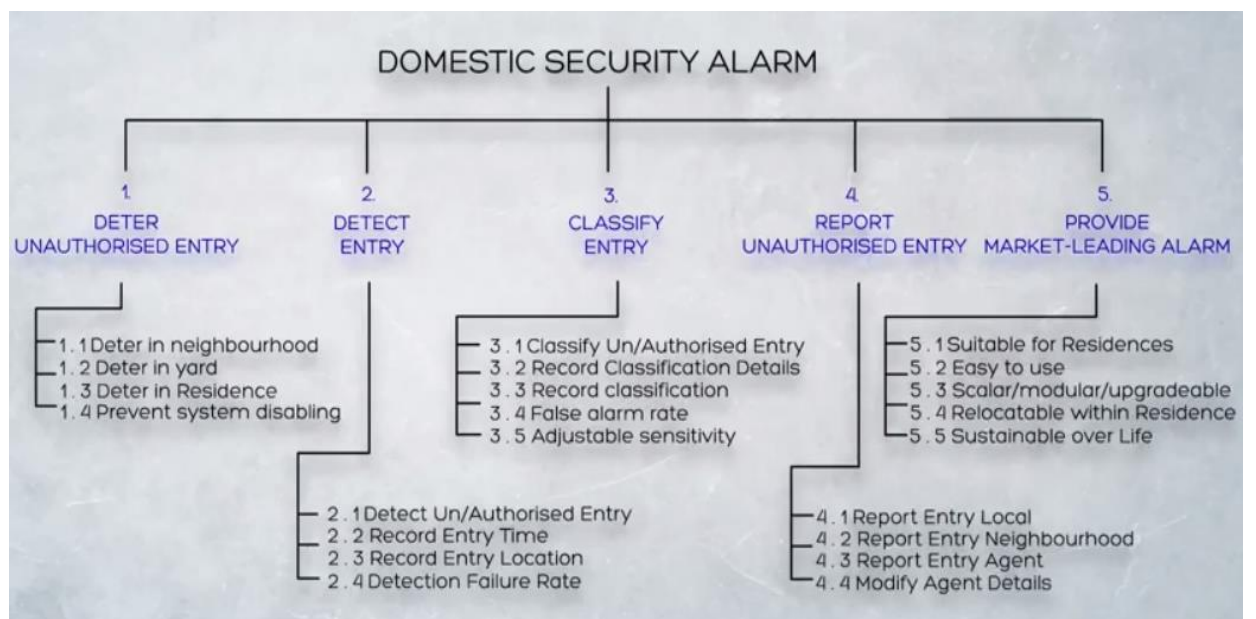 DOMESTIC SECURITY ALARM
1.
DETER
UNAUTHORISED ENTRY
1. 1 Deter in neighbourhood
1. 2 Deter in yard
1. 3 Deter in Residence
1. 4 Prevent system disabling
2.
DETECT
ENTRY
2. 1 Detect Un/Authorised Entry
2. 2 Record Entry Time
2. 3 Record Entry Location
2. 4 Detection Failure Rate
3.
CLASSIFY
ENTRY
3. 1 Classify Un/Authorised Entry
3. 2 Record Classification Details
3. 3 Record classification
3. 4 False alarm rate
3. 5 Adjustable sensitivity
4.
REPORT
UNAUTHORISED ENTRY
4. 1 Report Entry Local
4. 2 Report Entry Neighbourhood
4. 3 Report Entry Agent
4. 4 Modify Agent Details
5.
PROVIDE
MARKET-LEADING ALARM
5. 1 Suitable for Residences
5. 2 Easy to use
5. 3 Scalar/modular/upgradeable
5. 4 Relocatable within Residence
5. 5 Sustainable over Life